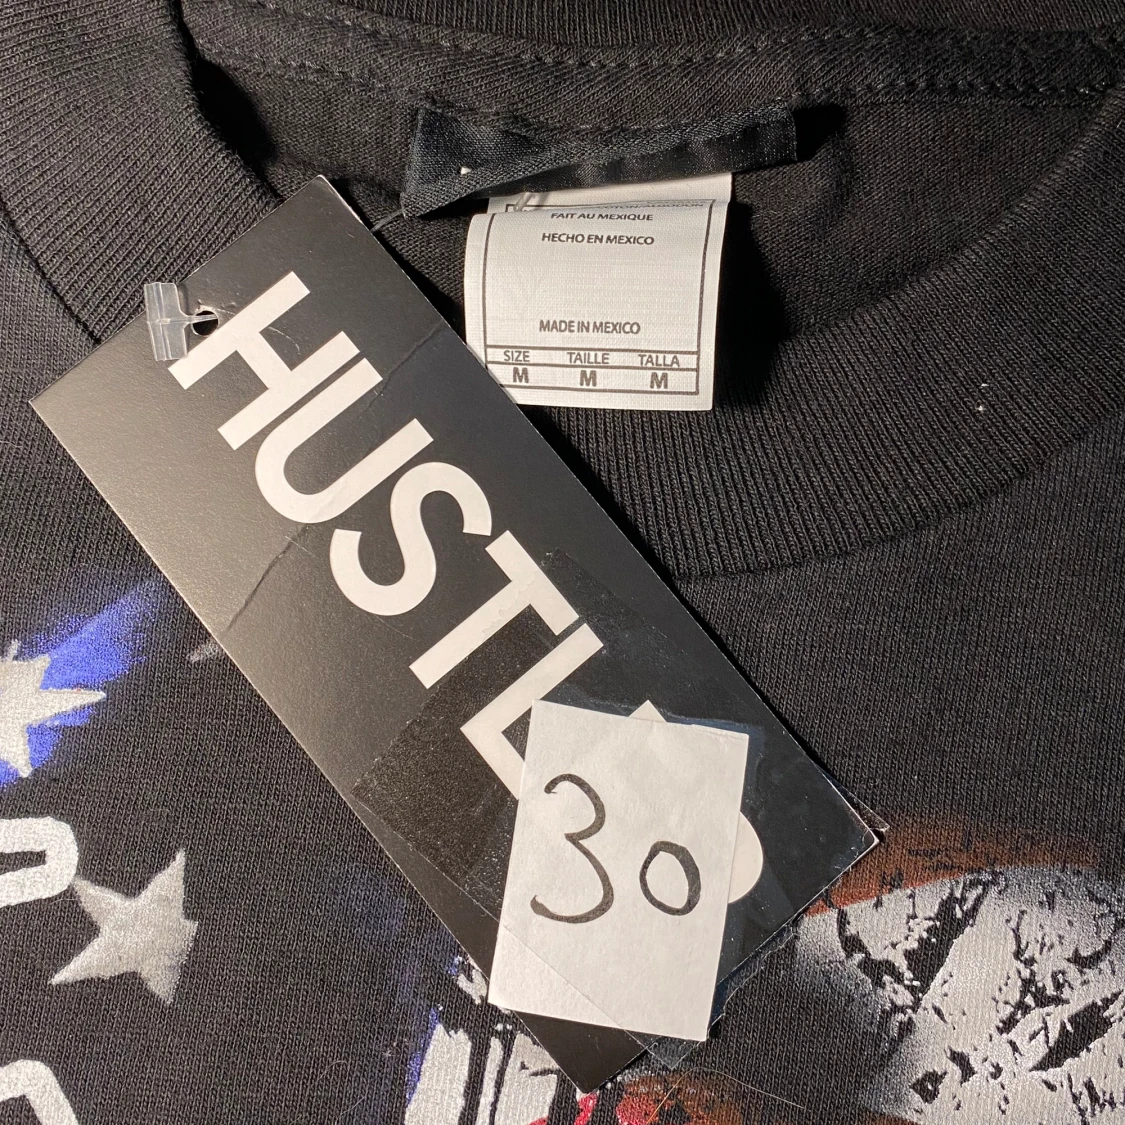 FAIT AU MEXIQUE
HECHO EN MEXICO
MADE IN MEXICO
SIZE TAILLE TALLA
M M M
HUSTL
30